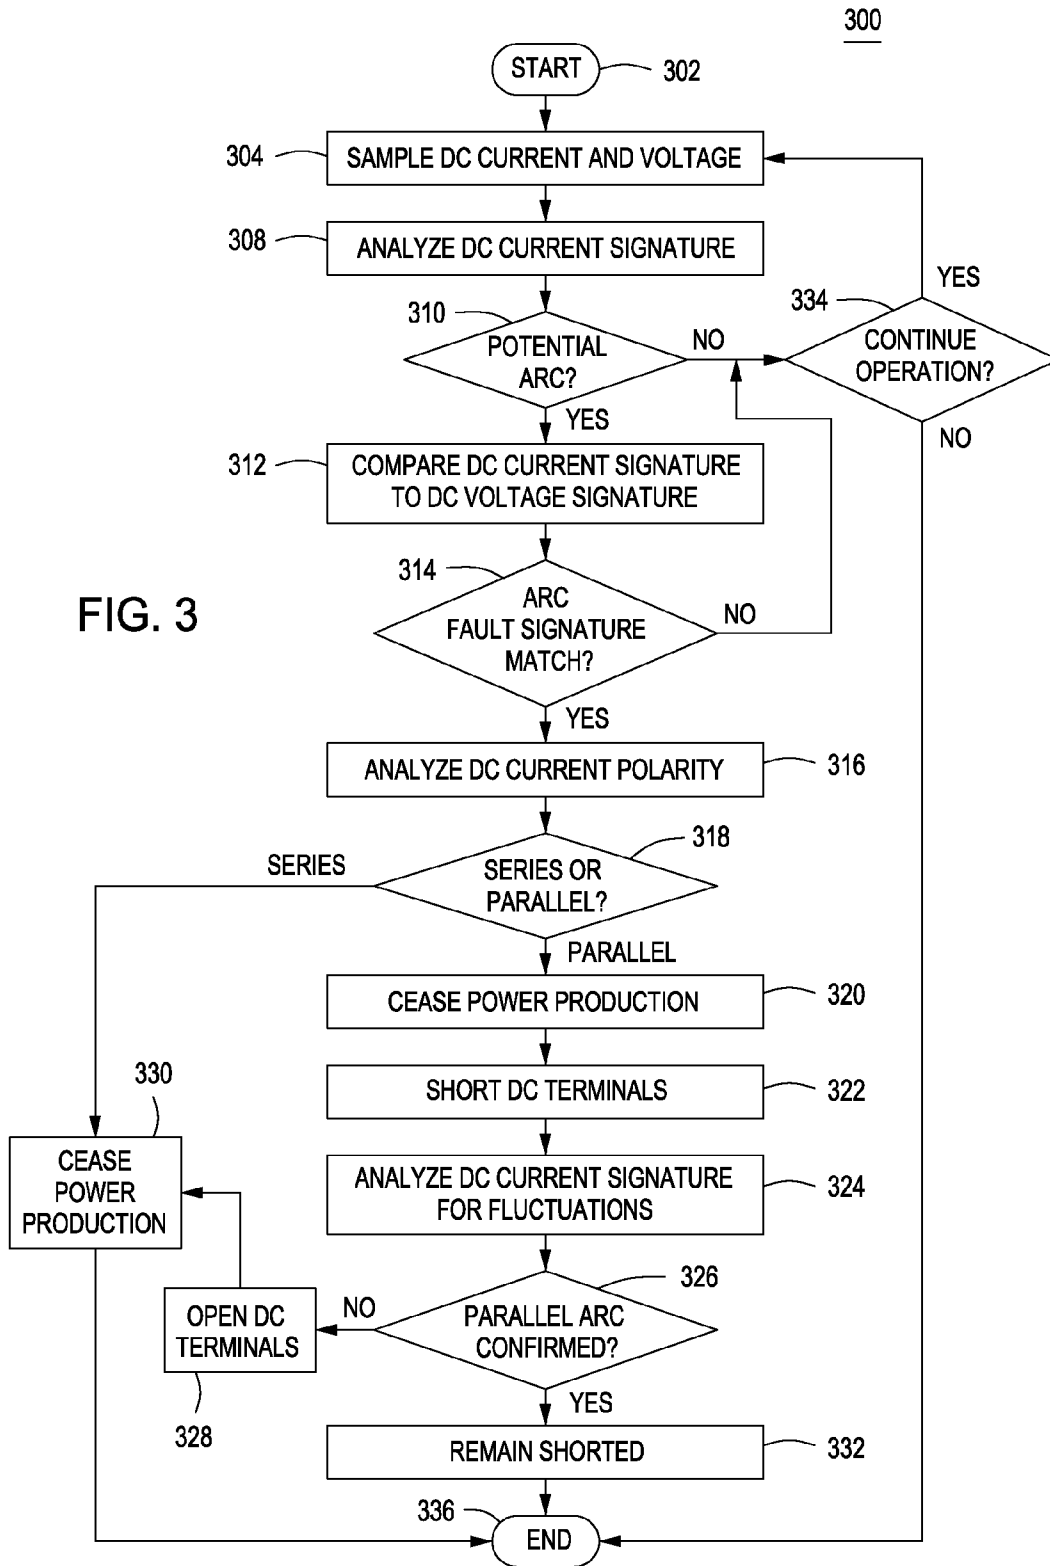 300
START
302
304
SAMPLE DC CURRENT AND VOLTAGE
308
ANALYZE DC CURRENT SIGNATURE
YES
334
310
POTENTIAL
ARC?
NO
CONTINUE
OPERATION?
YES
NO
312
COMPARE DC CURRENT SIGNATURE
TO DC VOLTAGE SIGNATURE
314
ARC
FAULT SIGNATURE
MATCH?
NO
FIG. 3
YES
ANALYZE DC CURRENT POLARITY
316
318
SERIES
SERIES OR
PARALLEL?
PARALLEL
CEASE POWER PRODUCTION
320
330
SHORT DC TERMINALS
322
CEASE
POWER
PRODUCTION
ANALYZE DC CURRENT SIGNATURE
FOR FLUCTUATIONS
324
326
NO
OPEN DC
TERMINALS
PARALLEL ARC
CONFIRMED?
328
YES
REMAIN SHORTED
332
336
END